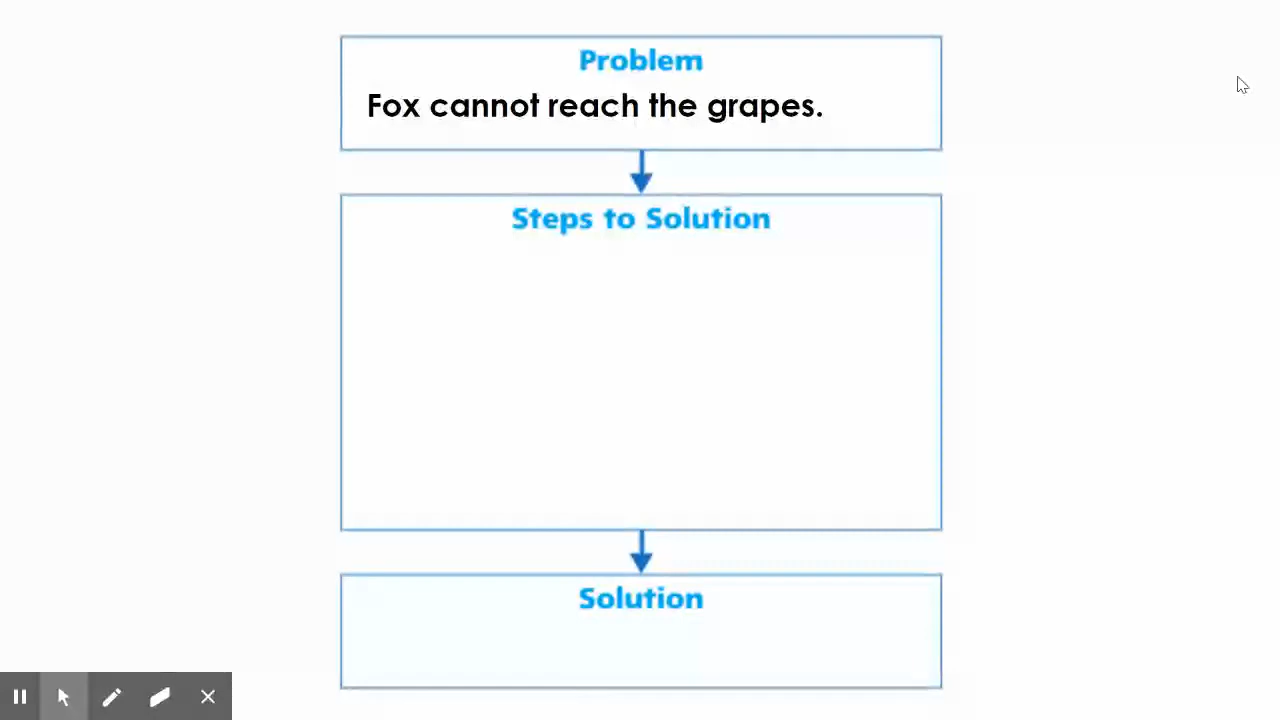 Problem
Fox cannot reach the grapes.
Steps to Solution
Solution